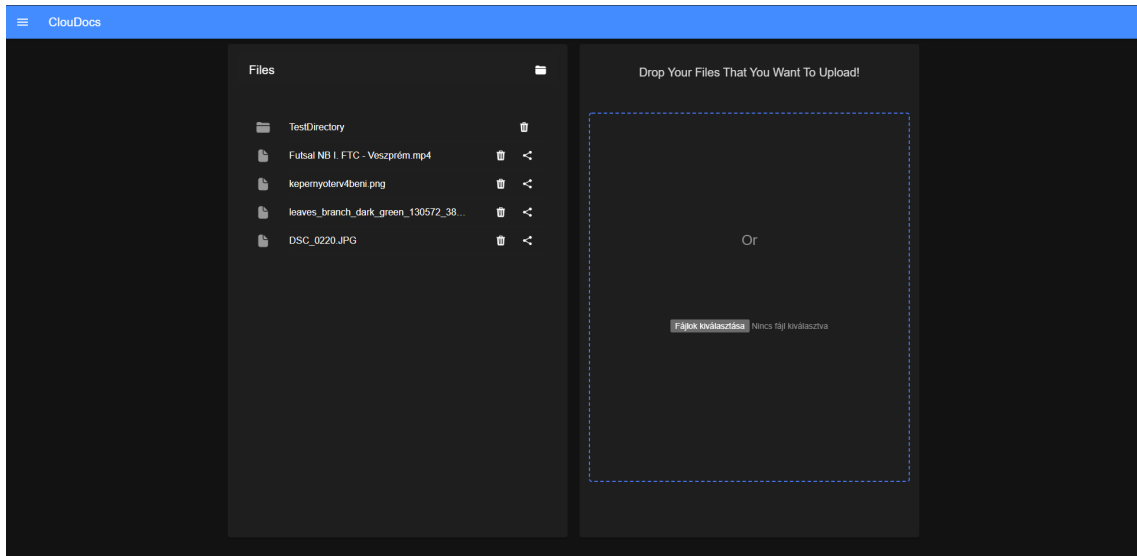 ClouDocs
Files
TestDirectory
Futsal NB I. FTC - Veszprém.mp4
kepernyoterv4beni.png
leaves_branch_dark_green_130572_38...
DSC_0220.JPG
Drop Your Files That You Want To Upload!
Or
Fájlok kiválasztása Nincs fájl kiválasztva